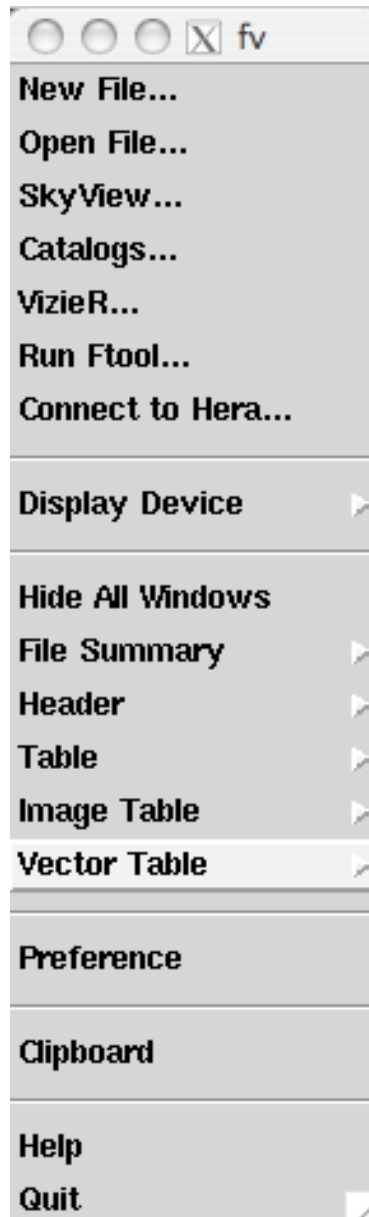 X fv
New File...
Open File...
SkyView...
Catalogs...
VizieR...
Run Ftool...
Connect to Hera...
Display Device
Hide All Windows
File Summary
Header
Table
Image Table
Vector Table
Preference
Clipboard
Help
Quit